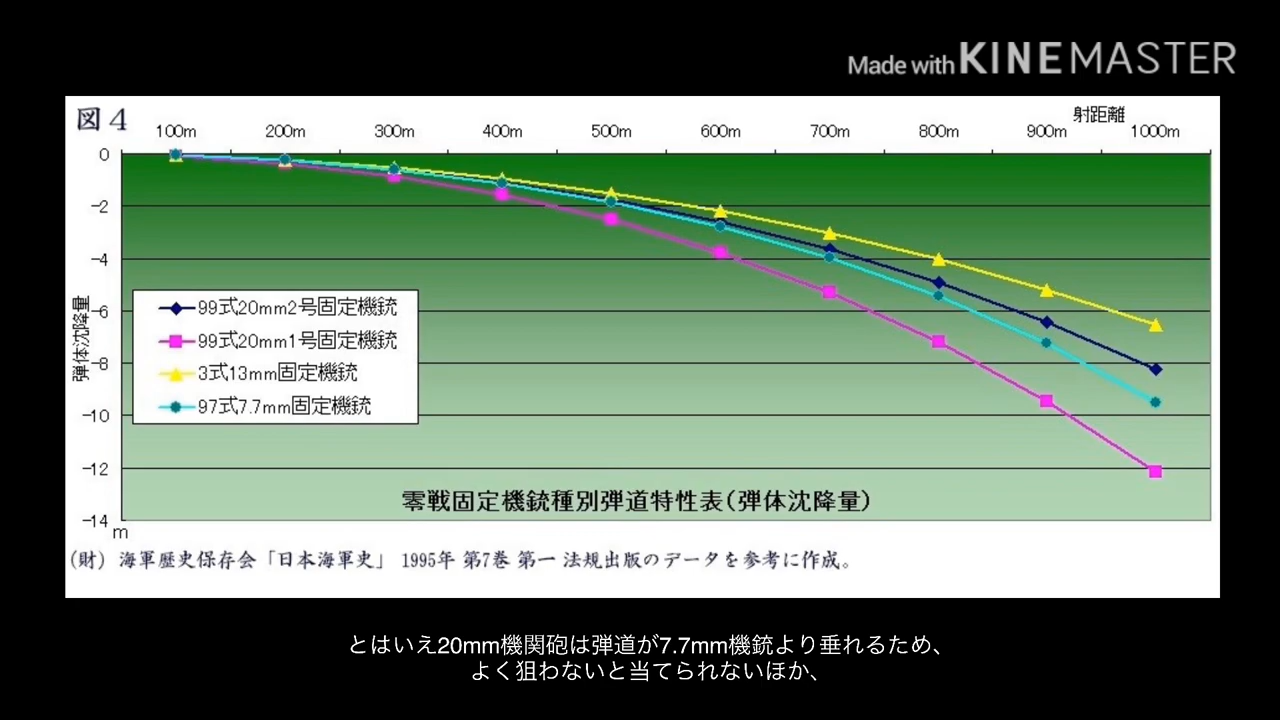 Made with KINEMASTER
図4
射距離
100m 200m 300m 400m 500m 600m 700m 800m 900m 1000m
0
-2
-4
-6
-8
-10
-12
-14
m
弾体沈降量
99式20mm2号固定機銃
99式20mm1号固定機銃
3式13mm固定機銃
97式7.7mm固定機銃
零戦固定機銃種別弾道特性表(弾体沈降量)
(財) 海軍歴史保存会「日本海軍史」 1995年 第7巻 第一 法規出版のデータを参考に作成。
とはいえ20mm機関砲は弾道が7.7mm機銃より垂れるため、
よく狙わないと当てられないほか、